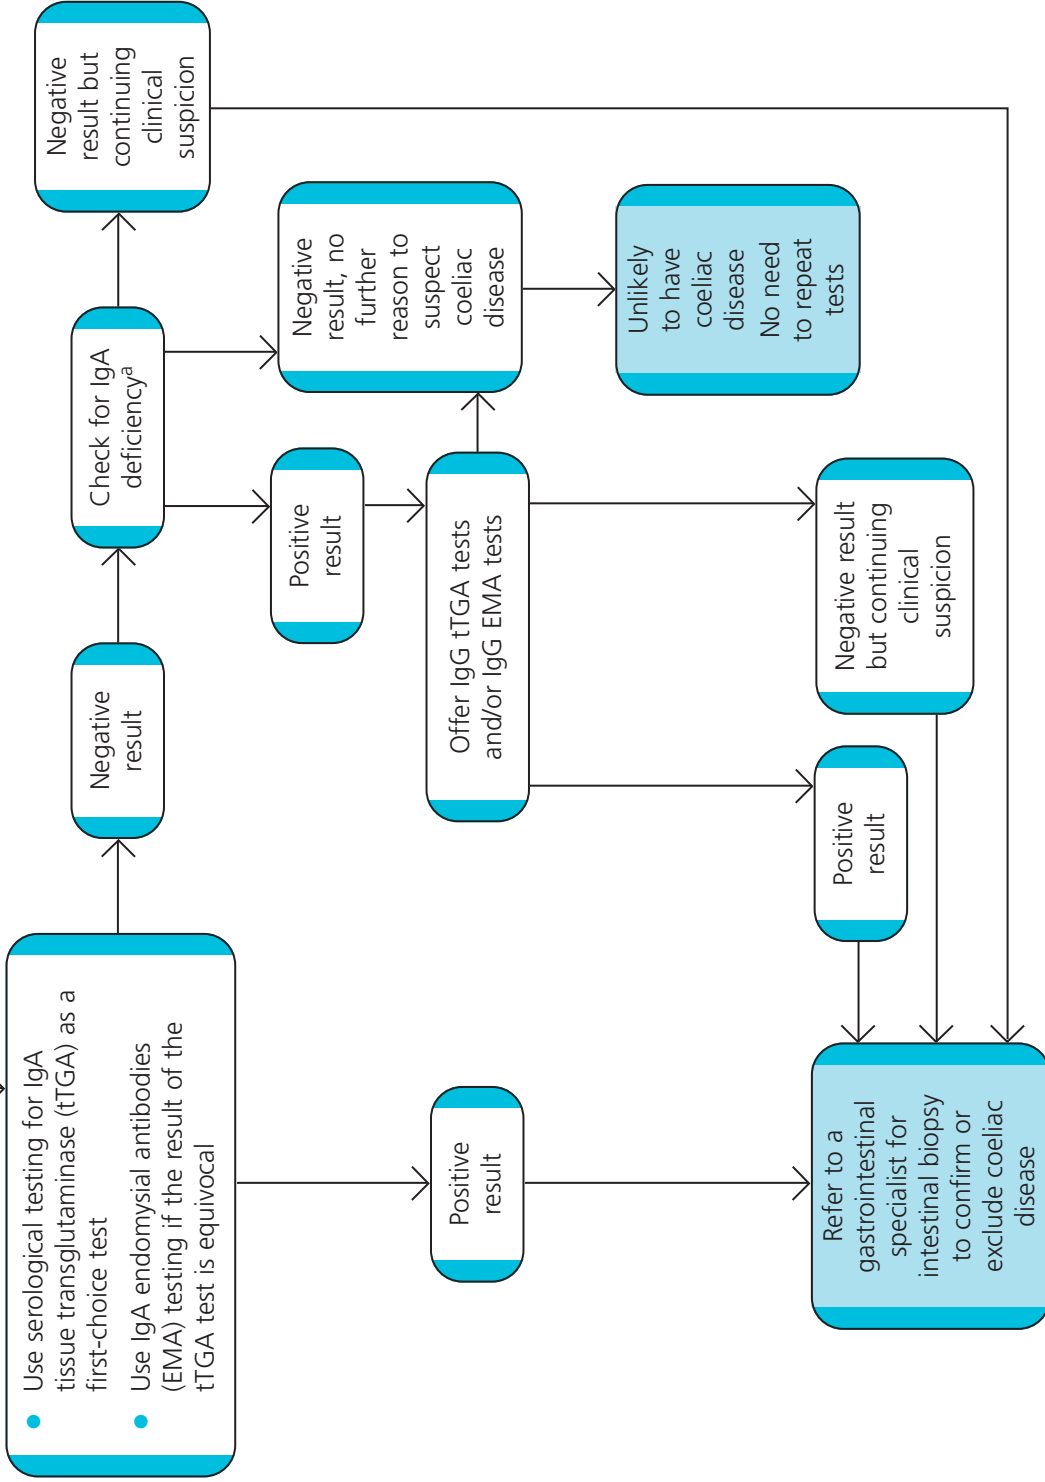 ● Use serological testing for IgA
tissue transglutaminase (tTGA) as a
first-choice test
● Use IgA endomysial antibodies
(EMA) testing if the result of the
tTGA test is equivocal
Negative
result
Check for IgA
deficiencyᵃ
Negative
result but
continuing
clinical
suspicion
Positive
result
Negative
result, no
further
reason to
suspect
coeliac
disease
Positive
result
Offer IgG tTGA tests
and/or IgG EMA tests
Unlikely
to have
coeliac
disease
No need
to repeat
tests
Positive
result
Negative result
but continuing
clinical
suspicion
Refer to a
gastrointestinal
specialist for
intestinal biopsy
to confirm or
exclude coeliac
disease